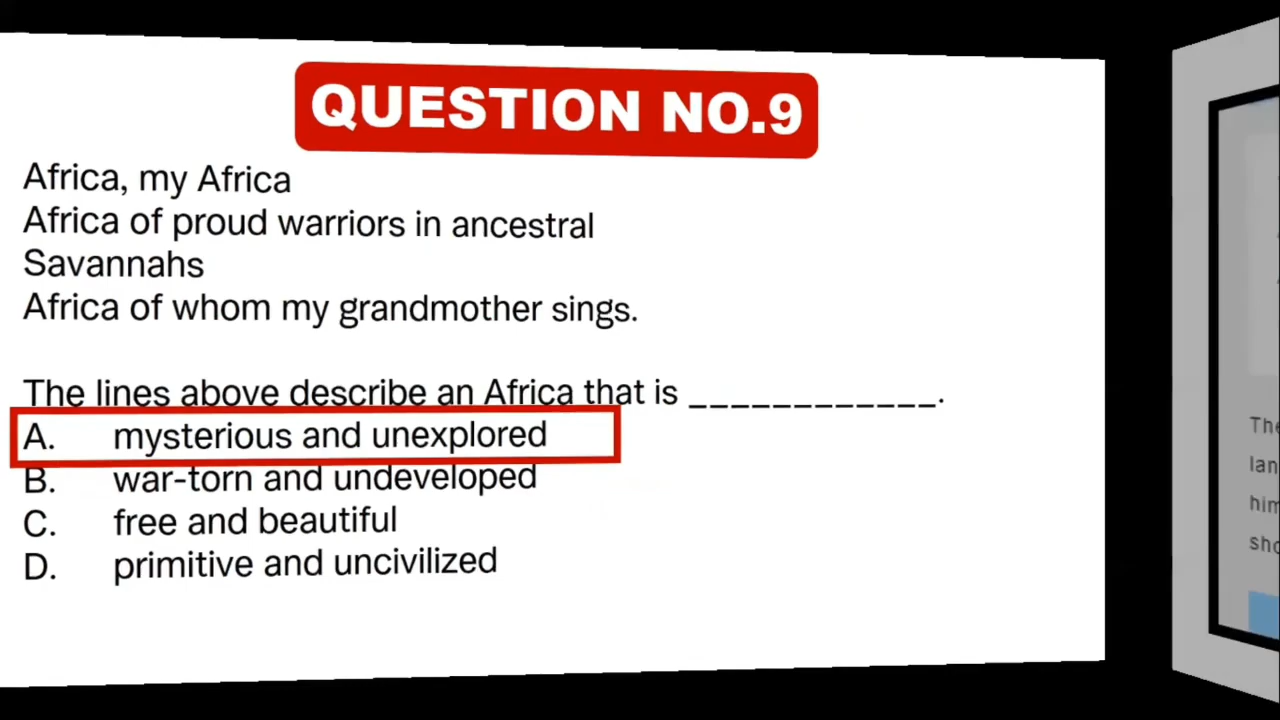 QUESTION NO.9
Africa, my Africa
Africa of proud warriors in ancestral
Savannahs
Africa of whom my grandmother sings.
The lines above describe an Africa that is ____________.
A. mysterious and unexplored
B. war-torn and undeveloped
C. free and beautiful
D. primitive and uncivilized